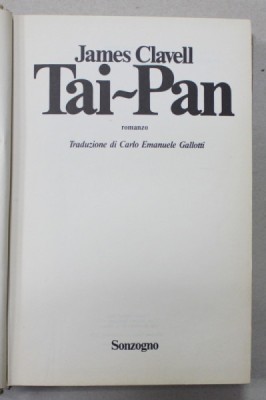 James Clavell
Tai~Pan
romanzo
Traduzione di Carlo Emanuele Gallotti
Sonzogno